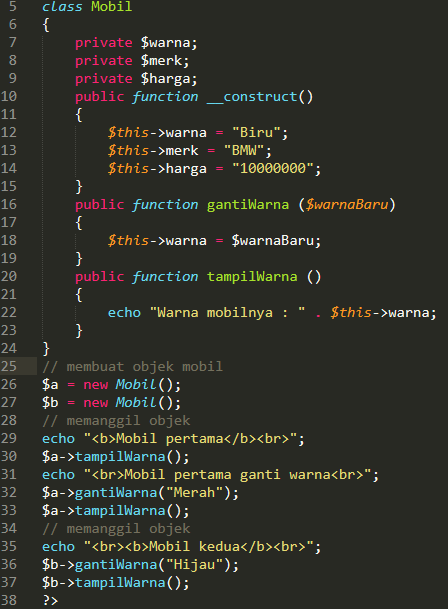 5 class Mobil
6 {
7 private $warna;
8 private $merk;
9 private $harga;
10 public function __construct()
11 {
12 $this->warna = "Biru";
13 $this->merk = "BMW";
14 $this->harga = "10000000";
15 }
16 public function gantiWarna ($warnaBaru)
17 {
18 $this->warna = $warnaBaru;
19 }
20 public function tampilWarna ()
21 {
22 echo "Warna mobilnya : " . $this->warna;
23 }
24 }
25 // membuat objek mobil
26 $a = new Mobil();
27 $b = new Mobil();
28 // memanggil objek
29 echo "<b>Mobil pertama</b><br>";
30 $a->tampilWarna();
31 echo "<br>Mobil pertama ganti warna<br>";
32 $a->gantiWarna("Merah");
33 $a->tampilWarna();
34 // memanggil objek
35 echo "<br><b>Mobil kedua</b><br>";
36 $b->gantiWarna("Hijau");
37 $b->tampilWarna();
38 ?>